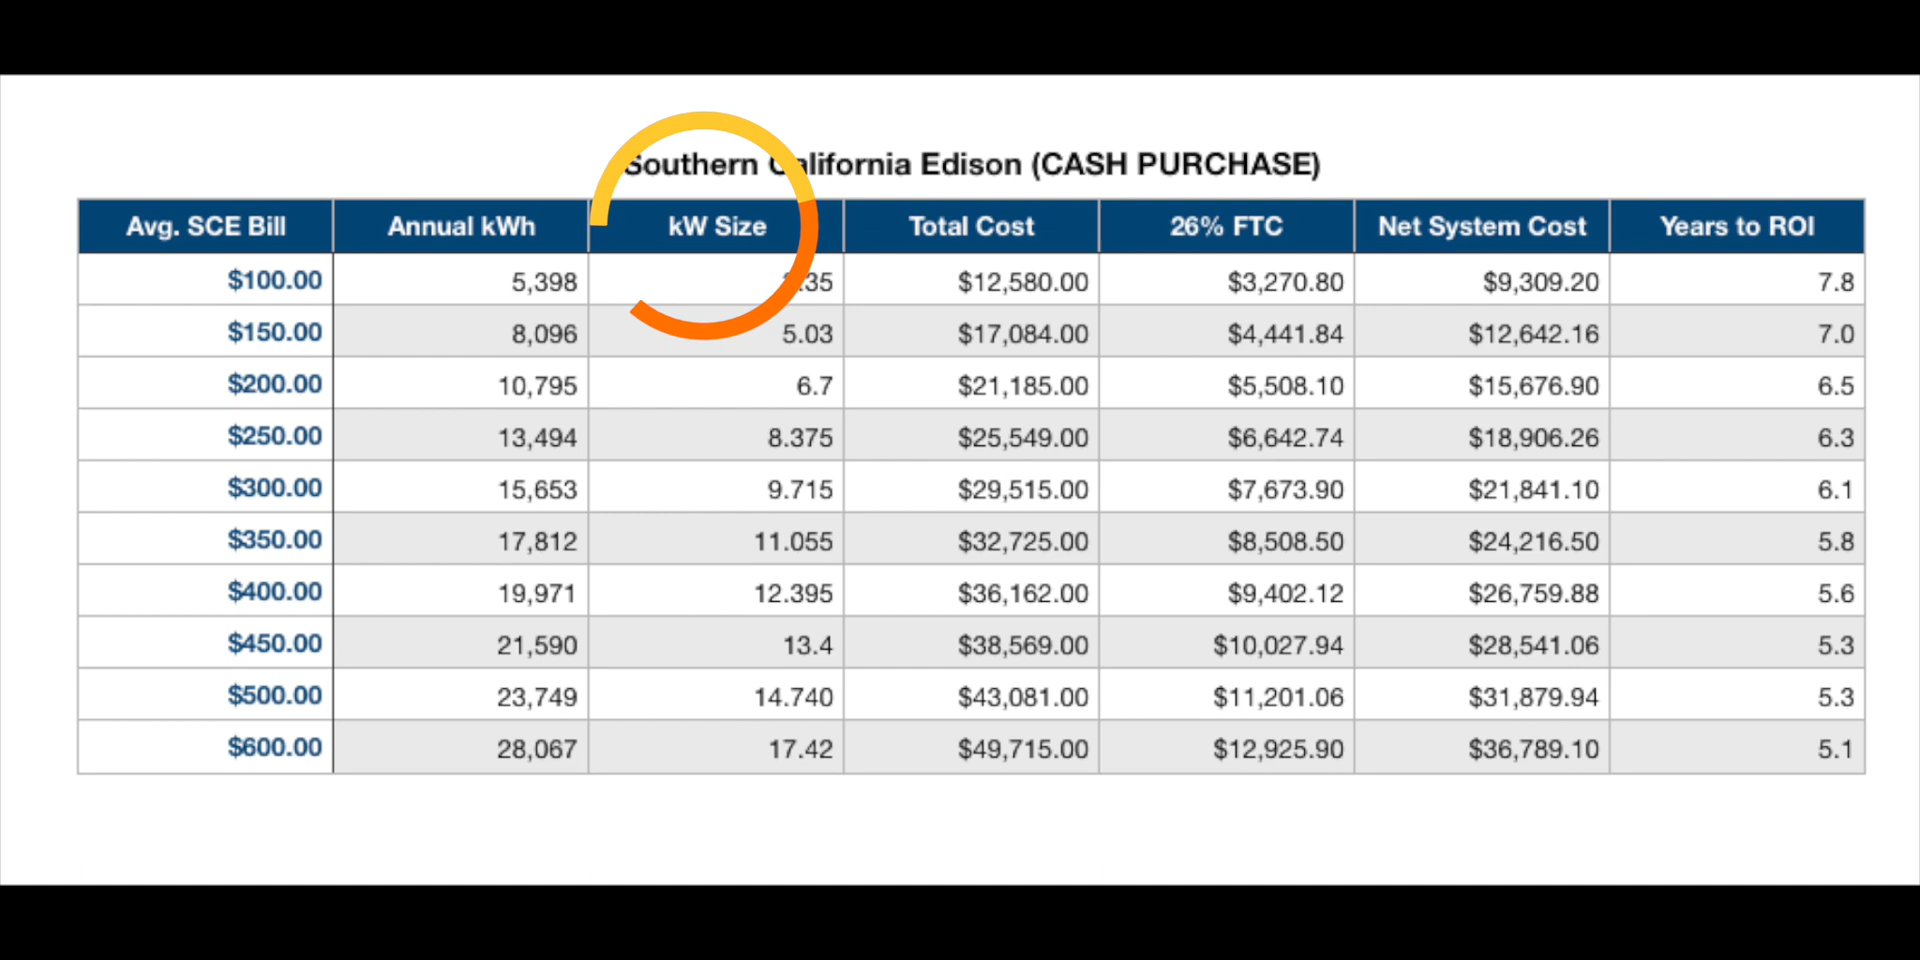 Southern California Edison (CASH PURCHASE)
Avg. SCE Bill Annual kWh kW Size Total Cost 26% FTC Net System Cost Years to ROI
$100.00 5,398 $12,580.00 $3,270.80 $9,309.20 7.8
$150.00 8,096 5.03 $17,084.00 $4,441.84 $12,642.16 7.0
$200.00 10,795 6.7 $21,185.00 $5,508.10 $15,676.90 6.5
$250.00 13,494 8.375 $25,549.00 $6,642.74 $18,906.26 6.3
$300.00 15,653 9.715 $29,515.00 $7,673.90 $21,841.10 6.1
$350.00 17,812 11.055 $32,725.00 $8,508.50 $24,216.50 5.8
$400.00 19,971 12.395 $36,162.00 $9,402.12 $26,759.88 5.6
$450.00 21,590 13.4 $38,569.00 $10,027.94 $28,541.06 5.3
$500.00 23,749 14.740 $43,081.00 $11,201.06 $31,879.94 5.3
$600.00 28,067 17.42 $49,715.00 $12,925.90 $36,789.10 5.1